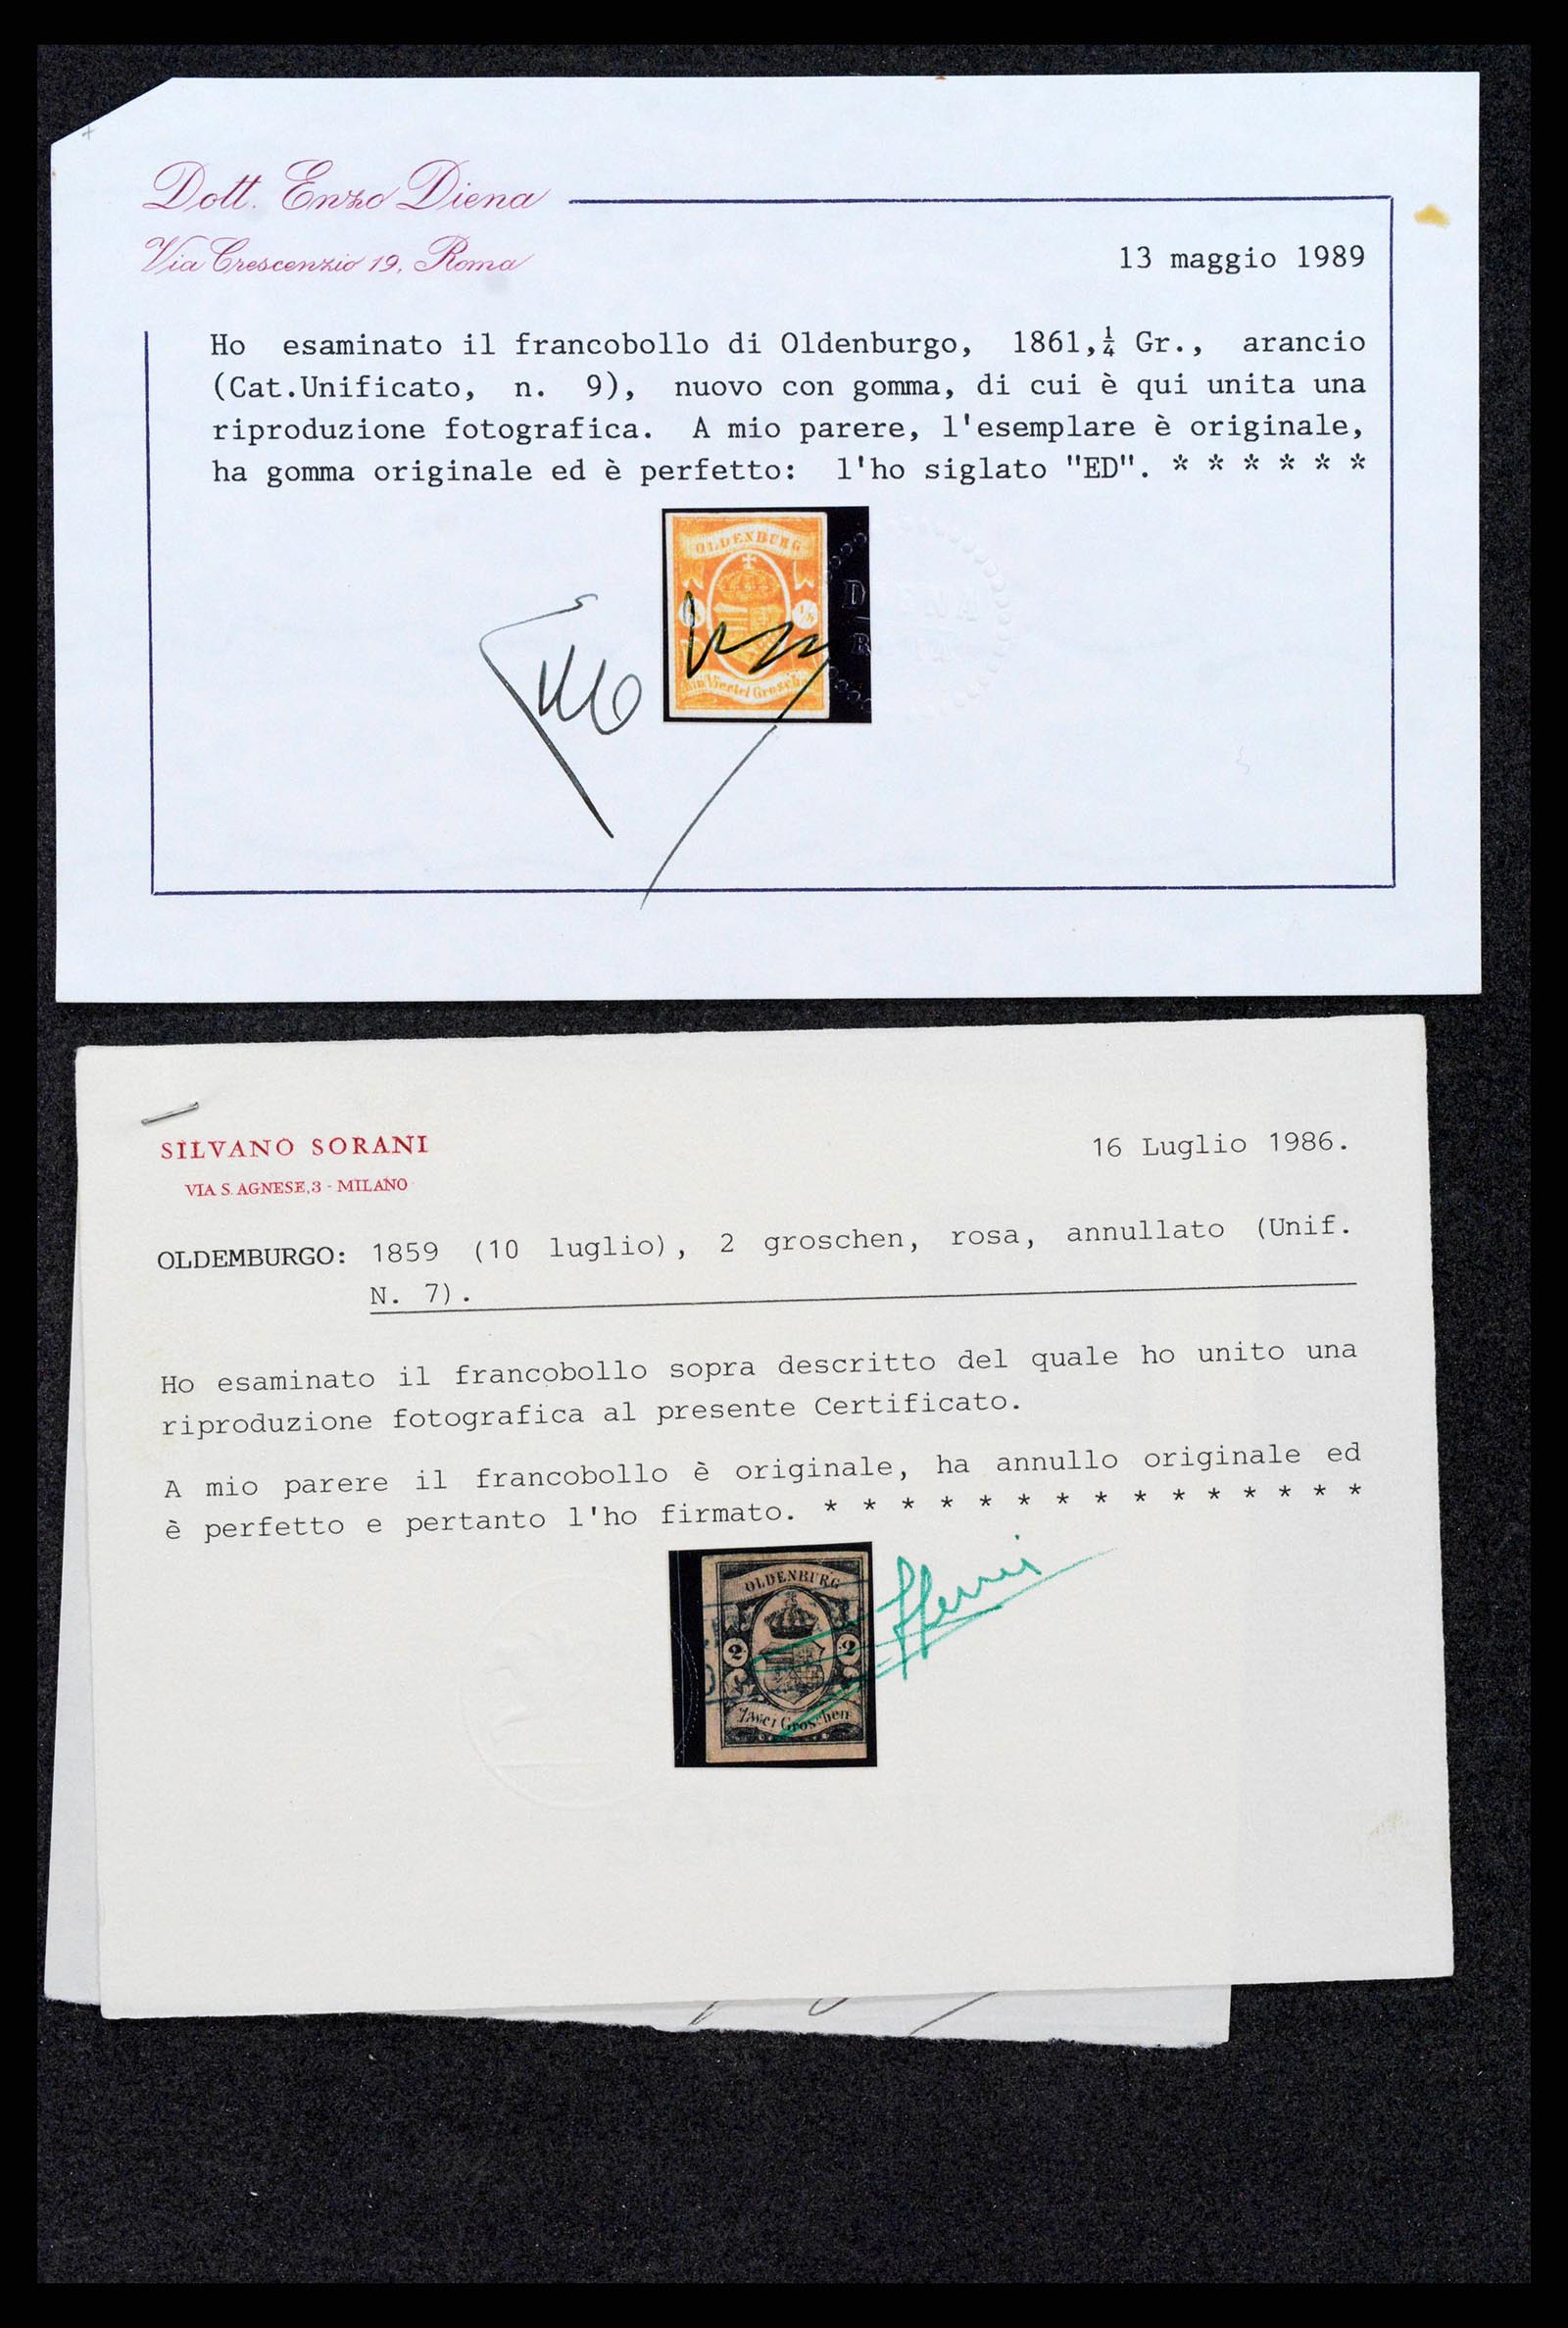 Dott. Enzo Diena
Via Crescenzio 19, Roma
13 maggio 1989
Ho esaminato il francobollo di Oldenburgo, 1861,¼ Gr., arancio
(Cat.Unificato, n. 9), nuovo con gomma, di cui è qui unita una
riproduzione fotografica. A mio parere, l'esemplare è originale,
ha gomma originale ed è perfetto: l'ho siglato "ED". * * * * * *
OLDENBURG
Viertel Grosch
SILVANO SORANI
VIA S. AGNESE, 3 - MILANO
16 Luglio 1986.
OLDEMBURGO: 1859 (10 luglio), 2 groschen, rosa, annullato (Unif.
N. 7).
Ho esaminato il francobollo sopra descritto del quale ho unito una
riproduzione fotografica al presente Certificato.
A mio parere il francobollo è originale, ha annullo originale ed
è perfetto e pertanto l'ho firmato. * * * * * * * * * * * * * * *
OLDENBURG
2 2
Zwei Groschen